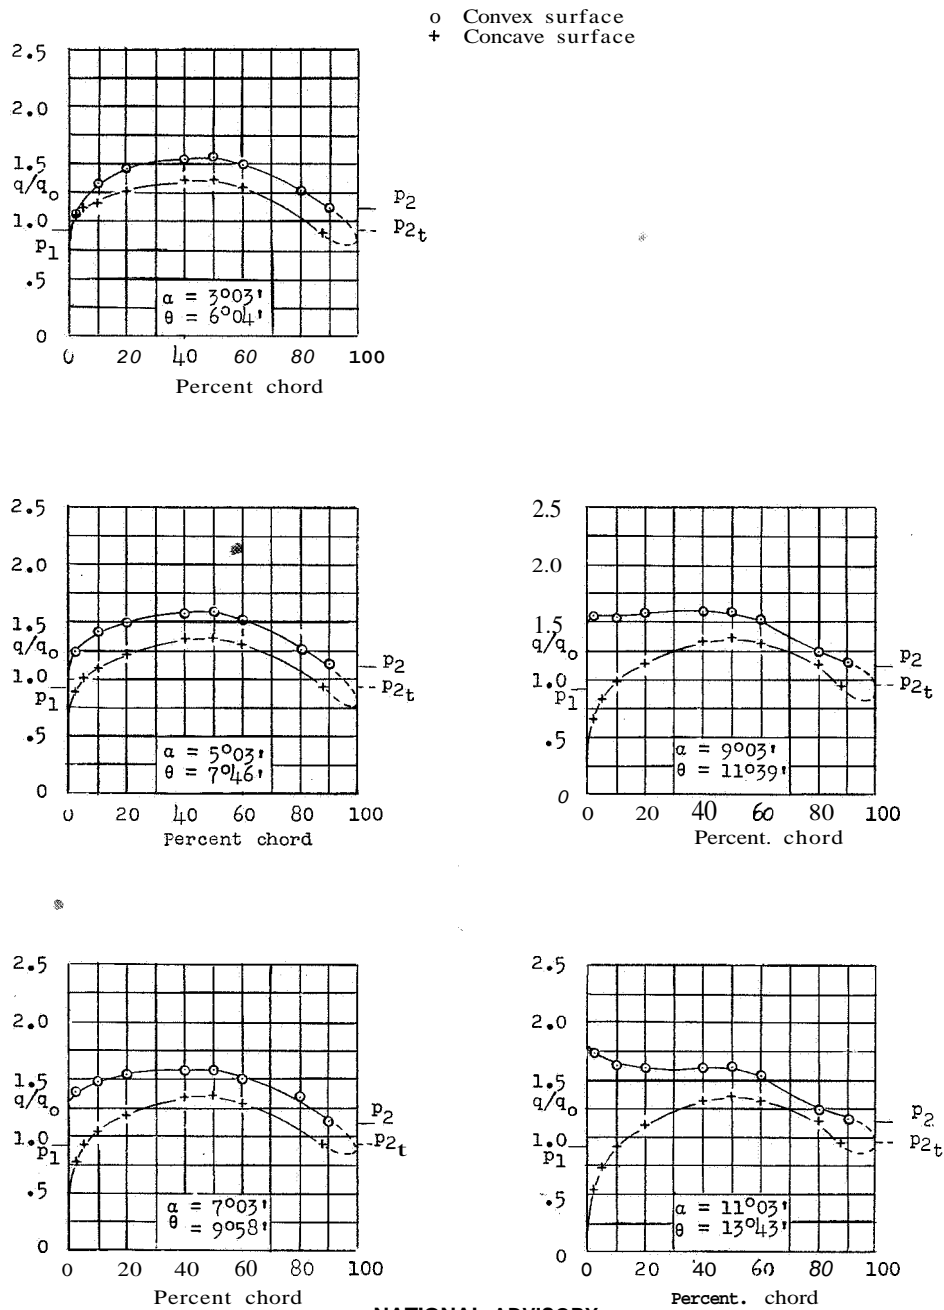 o Convex surface
+ Concave surface
2.5
2.0
1.5
q/qo
1.0
p1
.5
0
p2
p2t
α = 3°03'
θ = 6°04'
0 20 40 60 80 100
Percent chord
2.5
2.0
1.5
q/qo
1.0
p1
.5
0
p2
p2t
α = 5°03'
θ = 7°46'
0 20 40 60 80 100
Percent chord
2.5
2.0
1.5
q/qo
1.0
p1
.5
0
p2
p2t
α = 9°03'
θ = 11°39'
0 20 40 60 80 100
Percent. chord
2.5
2.0
1.5
q/qo
1.0
p1
.5
0
p2
p2t
α = 7°03'
θ = 9°58'
0 20 40 60 80 100
Percent chord
2.5
2.0
1.5
q/qo
1.0
p1
.5
0
p2
p2t
α = 11°03'
θ = 13°43'
0 20 40 60 80 100
Percent. chord
NATIONAL ADVISORY